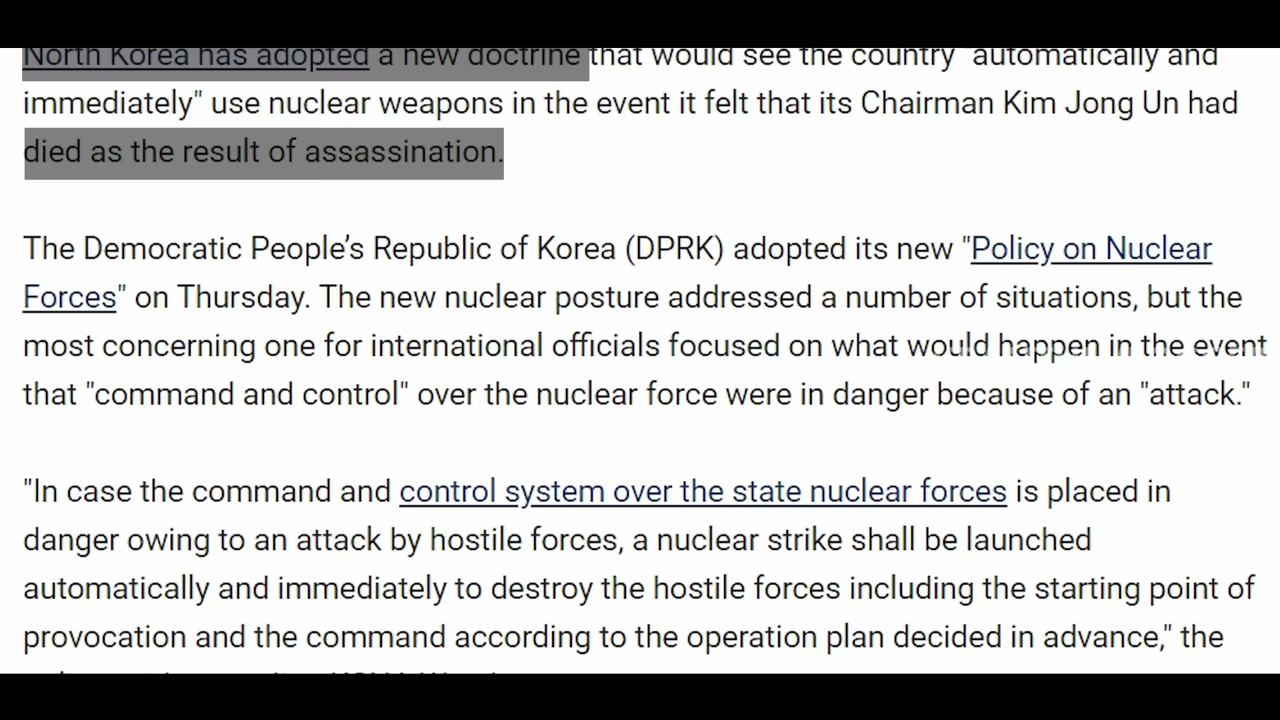 North Korea has adopted a new doctrine that would see the country "automatically and
immediately" use nuclear weapons in the event it felt that its Chairman Kim Jong Un had
died as the result of assassination.
The Democratic People’s Republic of Korea (DPRK) adopted its new "Policy on Nuclear
Forces" on Thursday. The new nuclear posture addressed a number of situations, but the
most concerning one for international officials focused on what would happen in the event
that "command and control" over the nuclear force were in danger because of an "attack."
"In case the command and control system over the state nuclear forces is placed in
danger owing to an attack by hostile forces, a nuclear strike shall be launched
automatically and immediately to destroy the hostile forces including the starting point of
provocation and the command according to the operation plan decided in advance," the